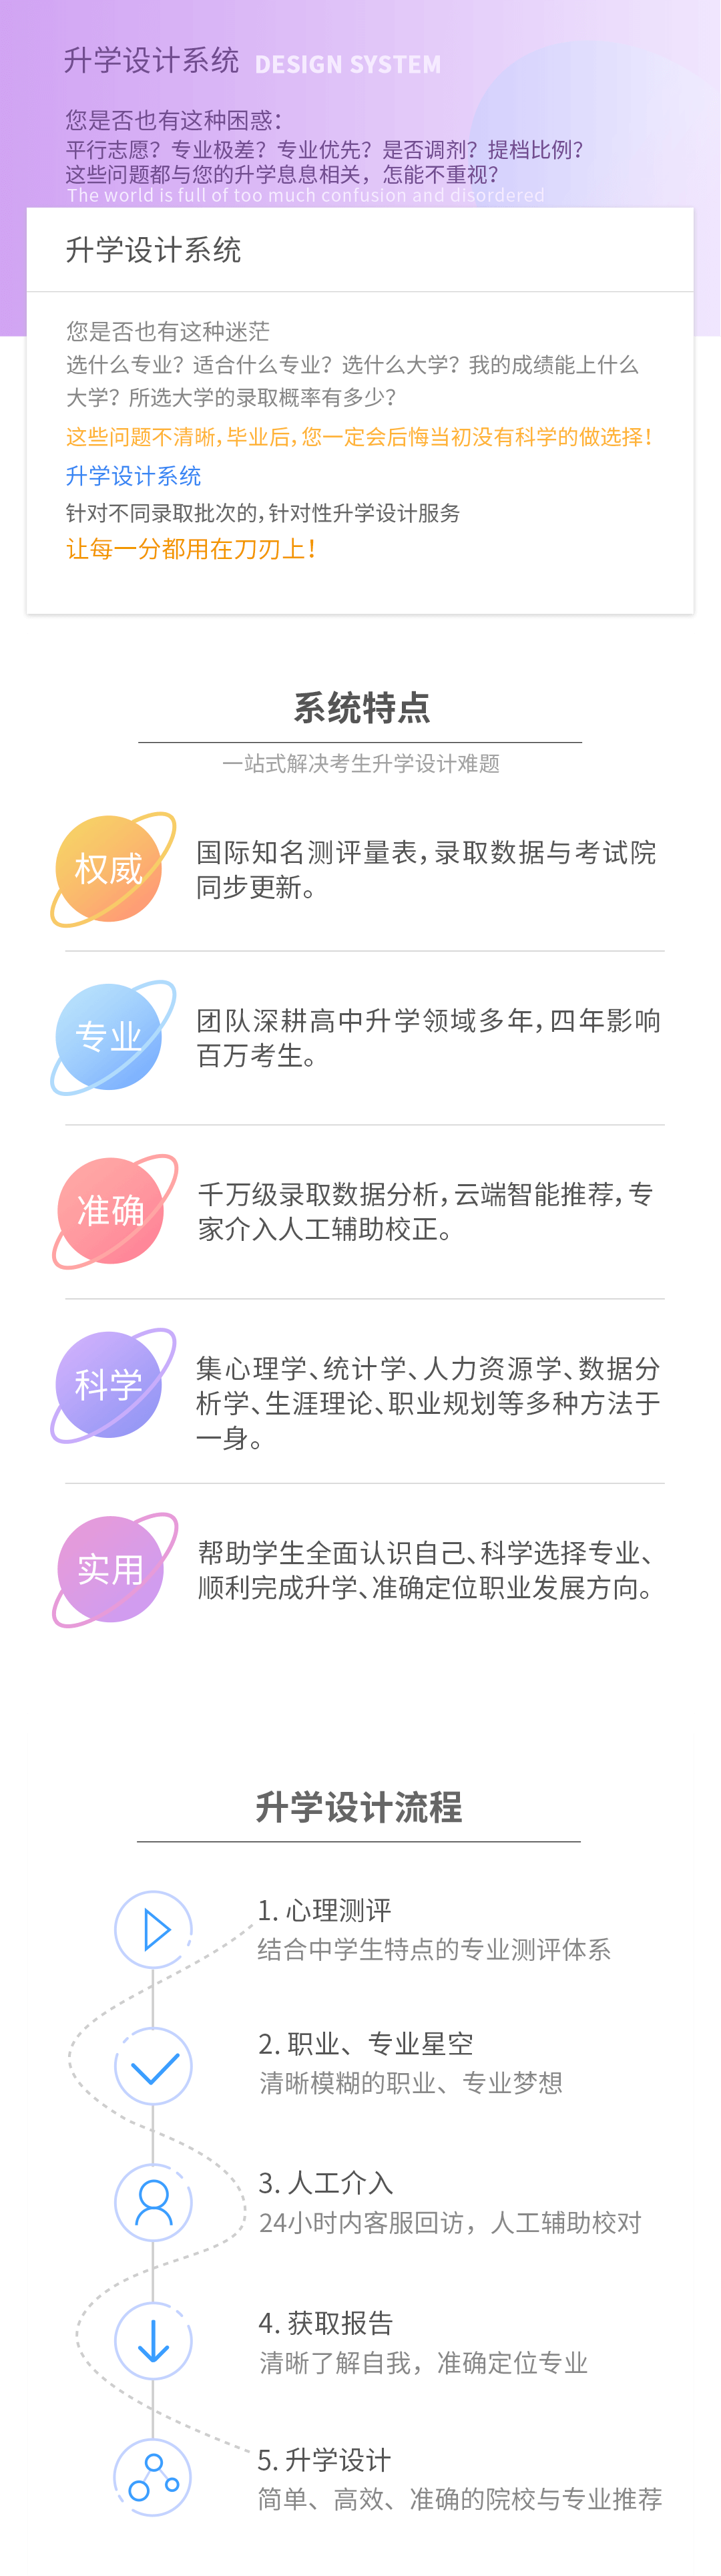 升学设计系统 DESIGN SYSTEM
您是否也有这种困惑：
平行志愿？专业极差？专业优先？是否调剂？提档比例？
这些问题都与您的升学息息相关，怎能不重视？
The world is full of too much confusion and disordered
升学设计系统
您是否也有这种迷茫
选什么专业？适合什么专业？选什么大学？我的成绩能上什么
大学？所选大学的录取概率有多少？
这些问题不清晰，毕业后，您一定会后悔当初没有科学的做选择！
升学设计系统
针对不同录取批次的，针对性升学设计服务
让每一分都用在刀刃上！
系统特点
一站式解决考生升学设计难题
权威
国际知名测评量表，录取数据与考试院
同步更新。
专业
团队深耕高中升学领域多年，四年影响
百万考生。
准确
千万级录取数据分析，云端智能推荐，专
家介入人工辅助校正。
科学
集心理学、统计学、人力资源学、数据分
析学、生涯理论、职业规划等多种方法于
一身。
实用
帮助学生全面认识自己、科学选择专业、
顺利完成升学、准确定位职业发展方向。
升学设计流程
1. 心理测评
结合中学生特点的专业测评体系
2. 职业、专业星空
清晰模糊的职业、专业梦想
3. 人工介入
24小时内客服回访，人工辅助校对
4. 获取报告
清晰了解自我，准确定位专业
5. 升学设计
简单、高效、准确的院校与专业推荐